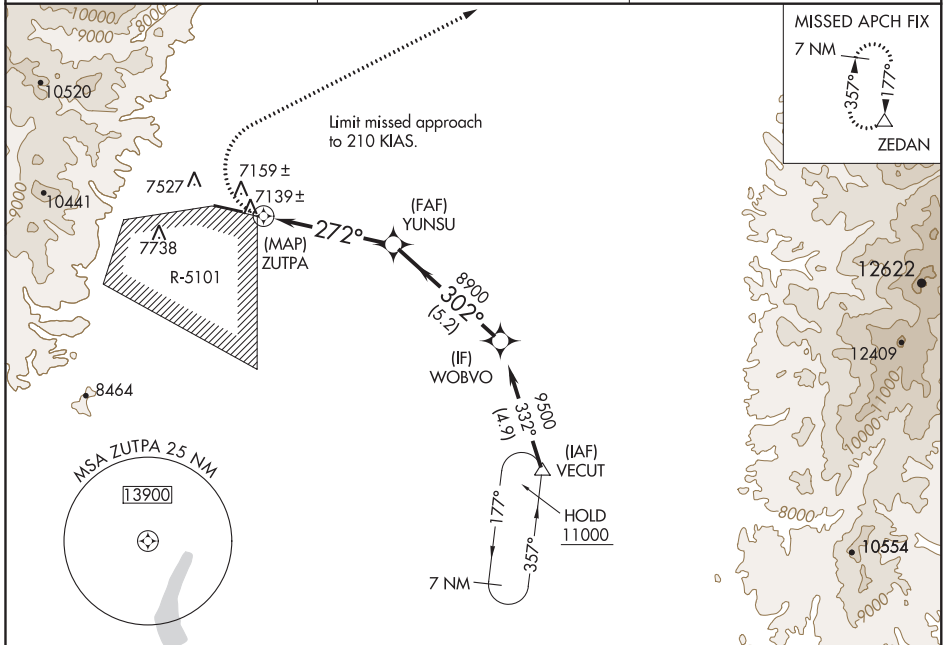 10000
9000
10520
10441
9000
7527
7159 ±
7139 ±
7738
R-5101
8464
Limit missed approach
to 210 KIAS.
(MAP)
ZUTPA
272°
(FAF)
YUNSU
8900
302°
(5.2)
(IF)
WOBVO
9500
332°
(4.9)
(IAF)
VECUT
HOLD
11000
177°
357°
7 NM
MSA ZUTPA 25 NM
13900
MISSED APCH FIX
7 NM
357°
177°
ZEDAN
12622
12409
11000
10000
8000
10554
9000